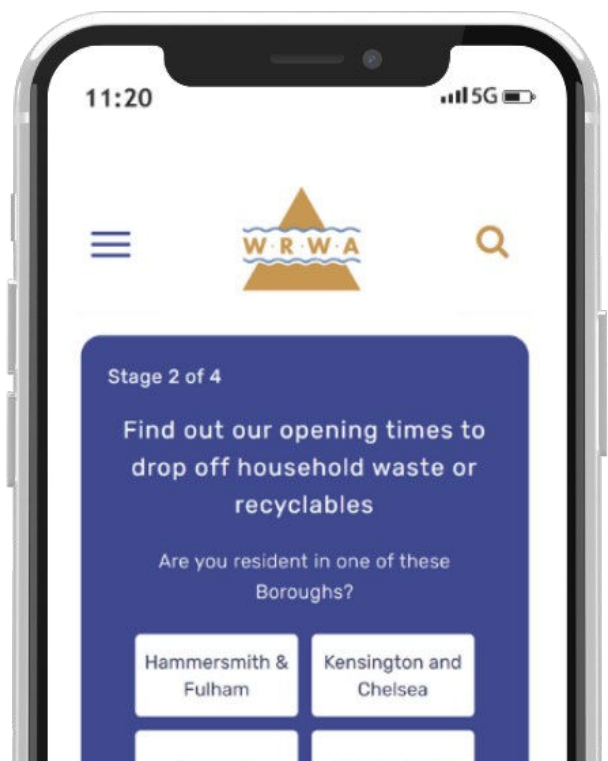 11:20
5G
W·R·W·A
Stage 2 of 4
Find out our opening times to
drop off household waste or
recyclables
Are you resident in one of these
Boroughs?
Hammersmith &
Fulham
Kensington and
Chelsea